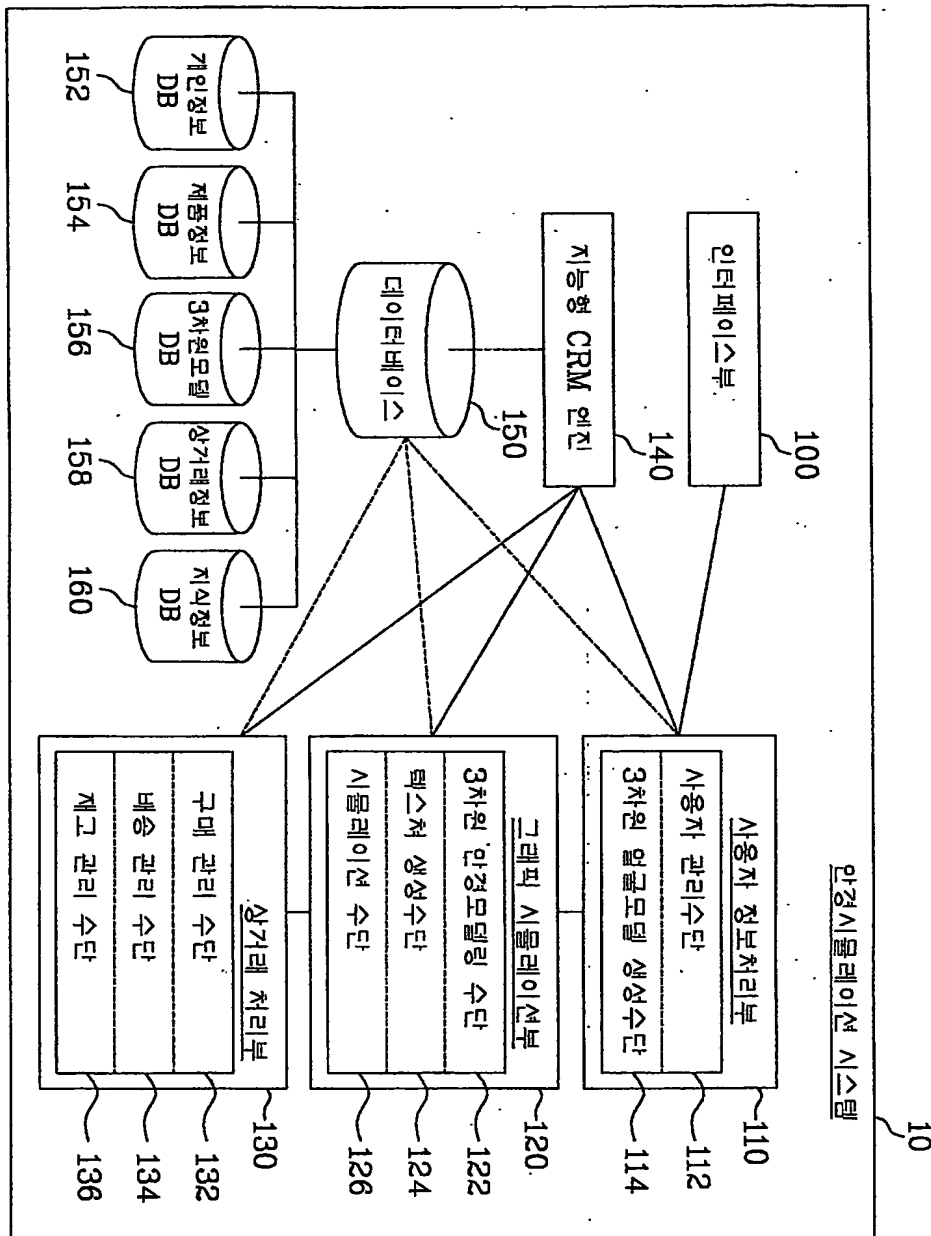 안경시뮬레이션 시스템
10
인터페이스부
100
사용자 정보처리부
110
사용자 관리수단
112
3차원 얼굴모델 생성수단
114
지능형 CRM 엔진
140
그래픽 시뮬레이션부
120
3차원 안경모델링 수단
122
텍스쳐 생성수단
124
시뮬레이션 수단
126
데이터베이스
150
상거래 처리부
130
구매 관리 수단
132
배송 관리 수단
134
재고 관리 수단
136
개인정보
DB
152
제품정보
DB
154
3차원모델
DB
156
상거래정보
DB
158
지식정보
DB
160